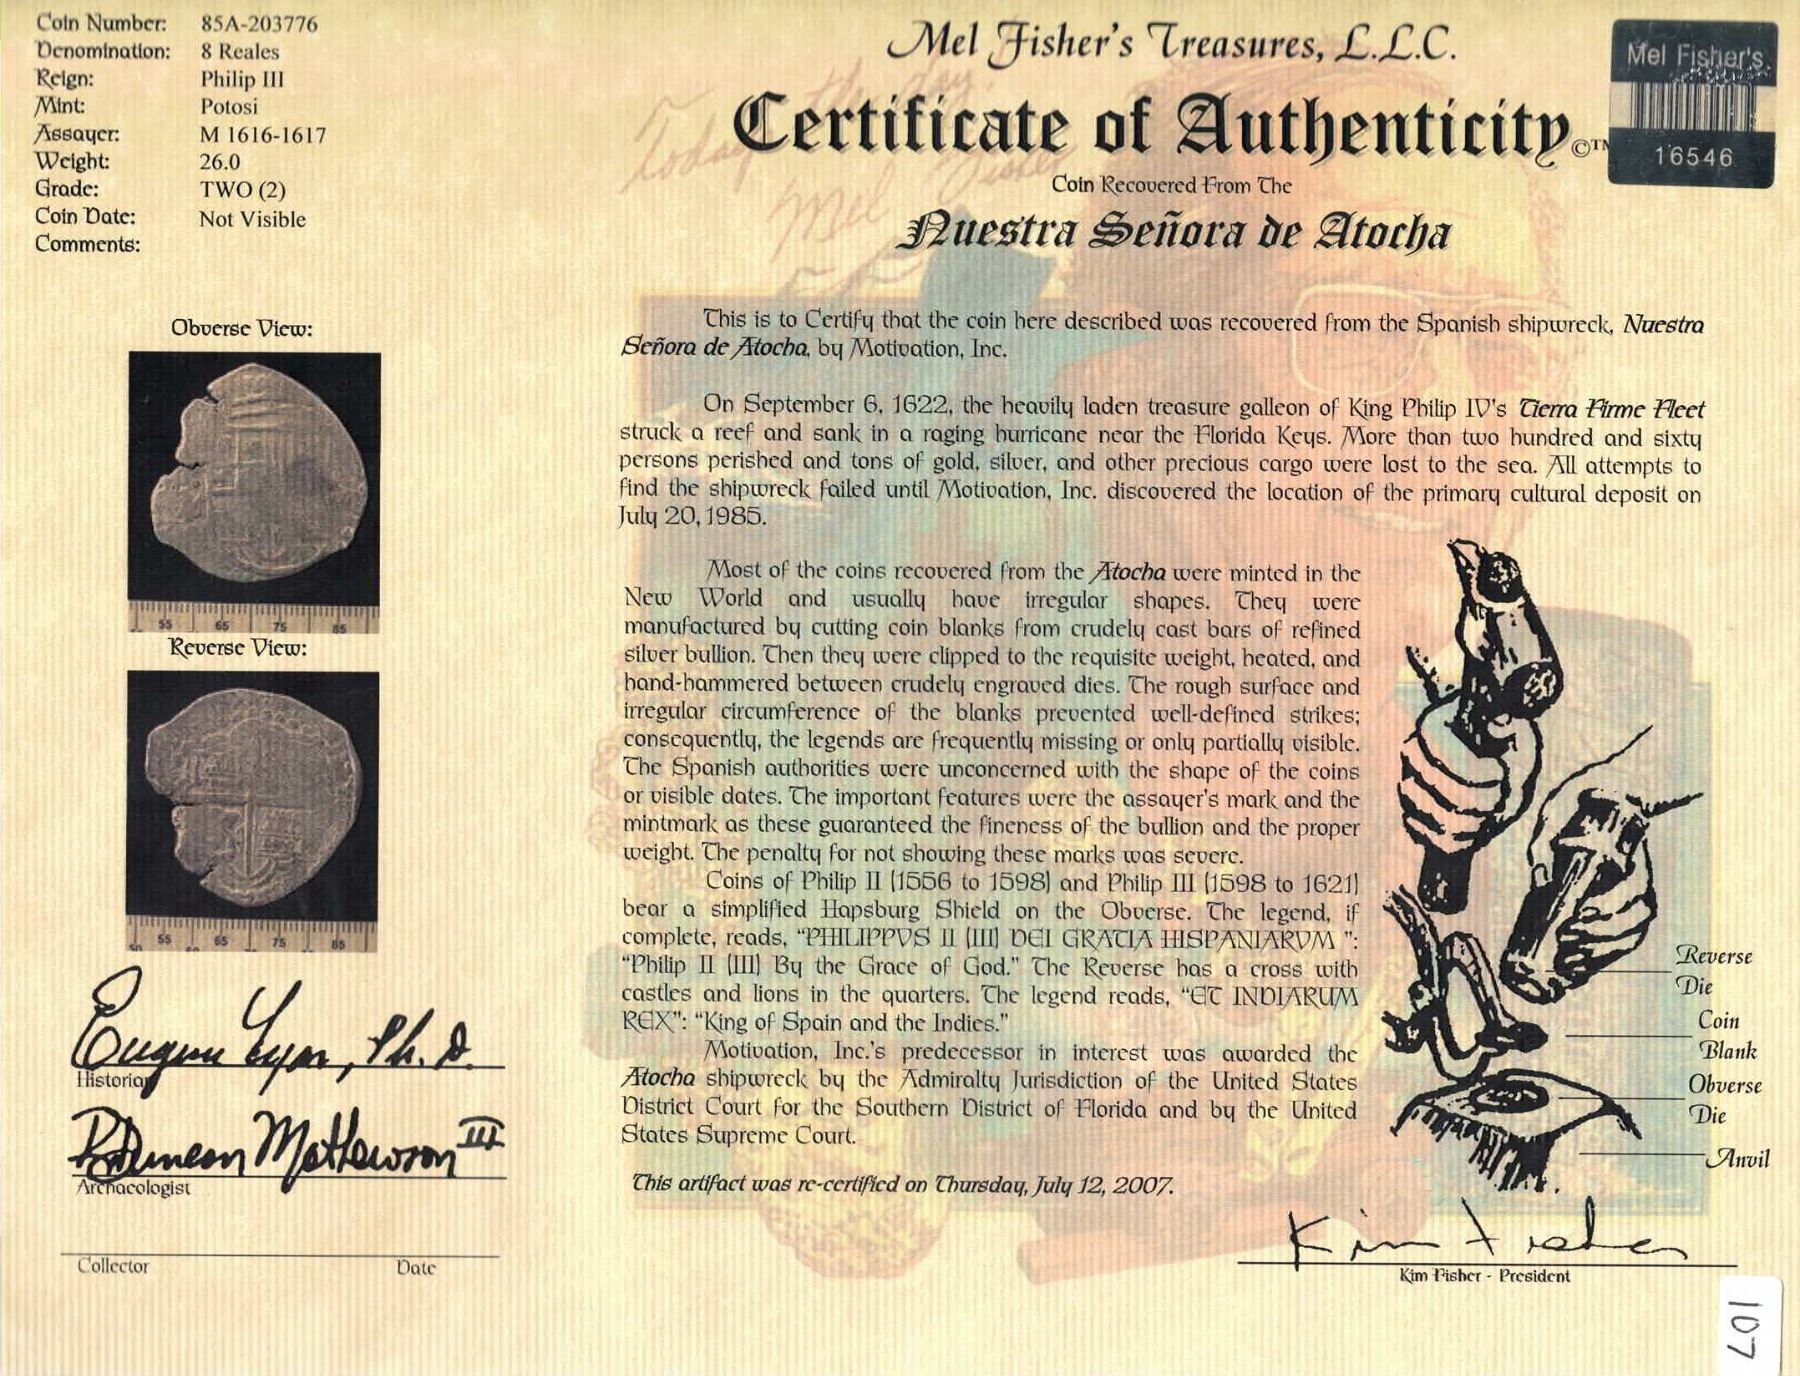 Coin Number: 85A-203776
Denomination: 8 Reales
Reign: Philip III
Mint: Potosi
Assayer: M 1616-1617
Weight: 26.0
Grade: TWO (2)
Coin Date: Not Visible
Comments:
Obverse View:
55 65 75 85
Reverse View:
50 55 65 75 85
Eugene Lyon, Ph. D.
Historian
R Duncan Mathewson III
Archaeologist
Collector Date
Mel Fisher's Treasures, L.L.C.
Certificate of Authenticity ©™
Coin Recovered From The
Nuestra Señora de Atocha
Mel Fisher's
16546
Today the day!
Mel Fisher
This is to Certify that the coin here described was recovered from the Spanish shipwreck, Nuestra
Señora de Atocha, by Motivation, Inc.
On September 6, 1622, the heavily laden treasure galleon of King Philip IV's Tierra Firme Fleet
struck a reef and sank in a raging hurricane near the Florida Keys. More than two hundred and sixty
persons perished and tons of gold, silver, and other precious cargo were lost to the sea. All attempts to
find the shipwreck failed until Motivation, Inc. discovered the location of the primary cultural deposit on
July 20, 1985.
Most of the coins recovered from the Atocha were minted in the
New World and usually have irregular shapes. They were
manufactured by cutting coin blanks from crudely cast bars of refined
silver bullion. Then they were clipped to the requisite weight, heated, and
hand-hammered between crudely engraved dies. The rough surface and
irregular circumference of the blanks prevented well-defined strikes;
consequently, the legends are frequently missing or only partially visible.
The Spanish authorities were unconcerned with the shape of the coins
or visible dates. The important features were the assayer's mark and the
mintmark as these guaranteed the fineness of the bullion and the proper
weight. The penalty for not showing these marks was severe.
Coins of Philip II (1556 to 1598) and Philip III (1598 to 1621)
bear a simplified Hapsburg Shield on the Obverse. The legend, if
complete, reads, "PHILIPPVS II (III) DEI GRATIA HISPANIARVM ":
"Philip II (III) By the Grace of God." The Reverse has a cross with
castles and lions in the quarters. The legend reads, "ET INDIARUM
REX": "King of Spain and the Indies."
Motivation, Inc.'s predecessor in interest was awarded the
Atocha shipwreck by the Admiralty Jurisdiction of the United States
District Court for the Southern District of Florida and by the United
States Supreme Court.
This artifact was re-certified on Thursday, July 12, 2007.
Reverse
Die
Coin
Blank
Obverse
Die
Anvil
Kim Fisher
Kim Fisher - President
107